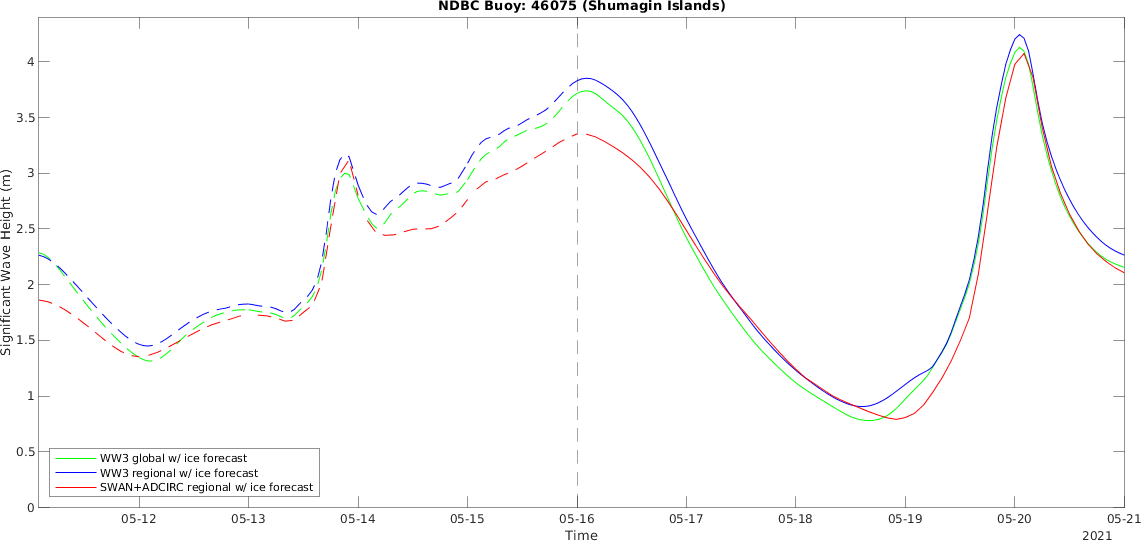 NDBC Buoy: 46075 (Shumagin Islands)
Significant Wave Height (m)
4
3.5
3
2.5
2
1.5
1
0.5
0
WW3 global w/ ice forecast
WW3 regional w/ ice forecast
SWAN+ADCIRC regional w/ ice forecast
05-12 05-13 05-14 05-15 05-16 05-17 05-18 05-19 05-20 05-21
Time
2021